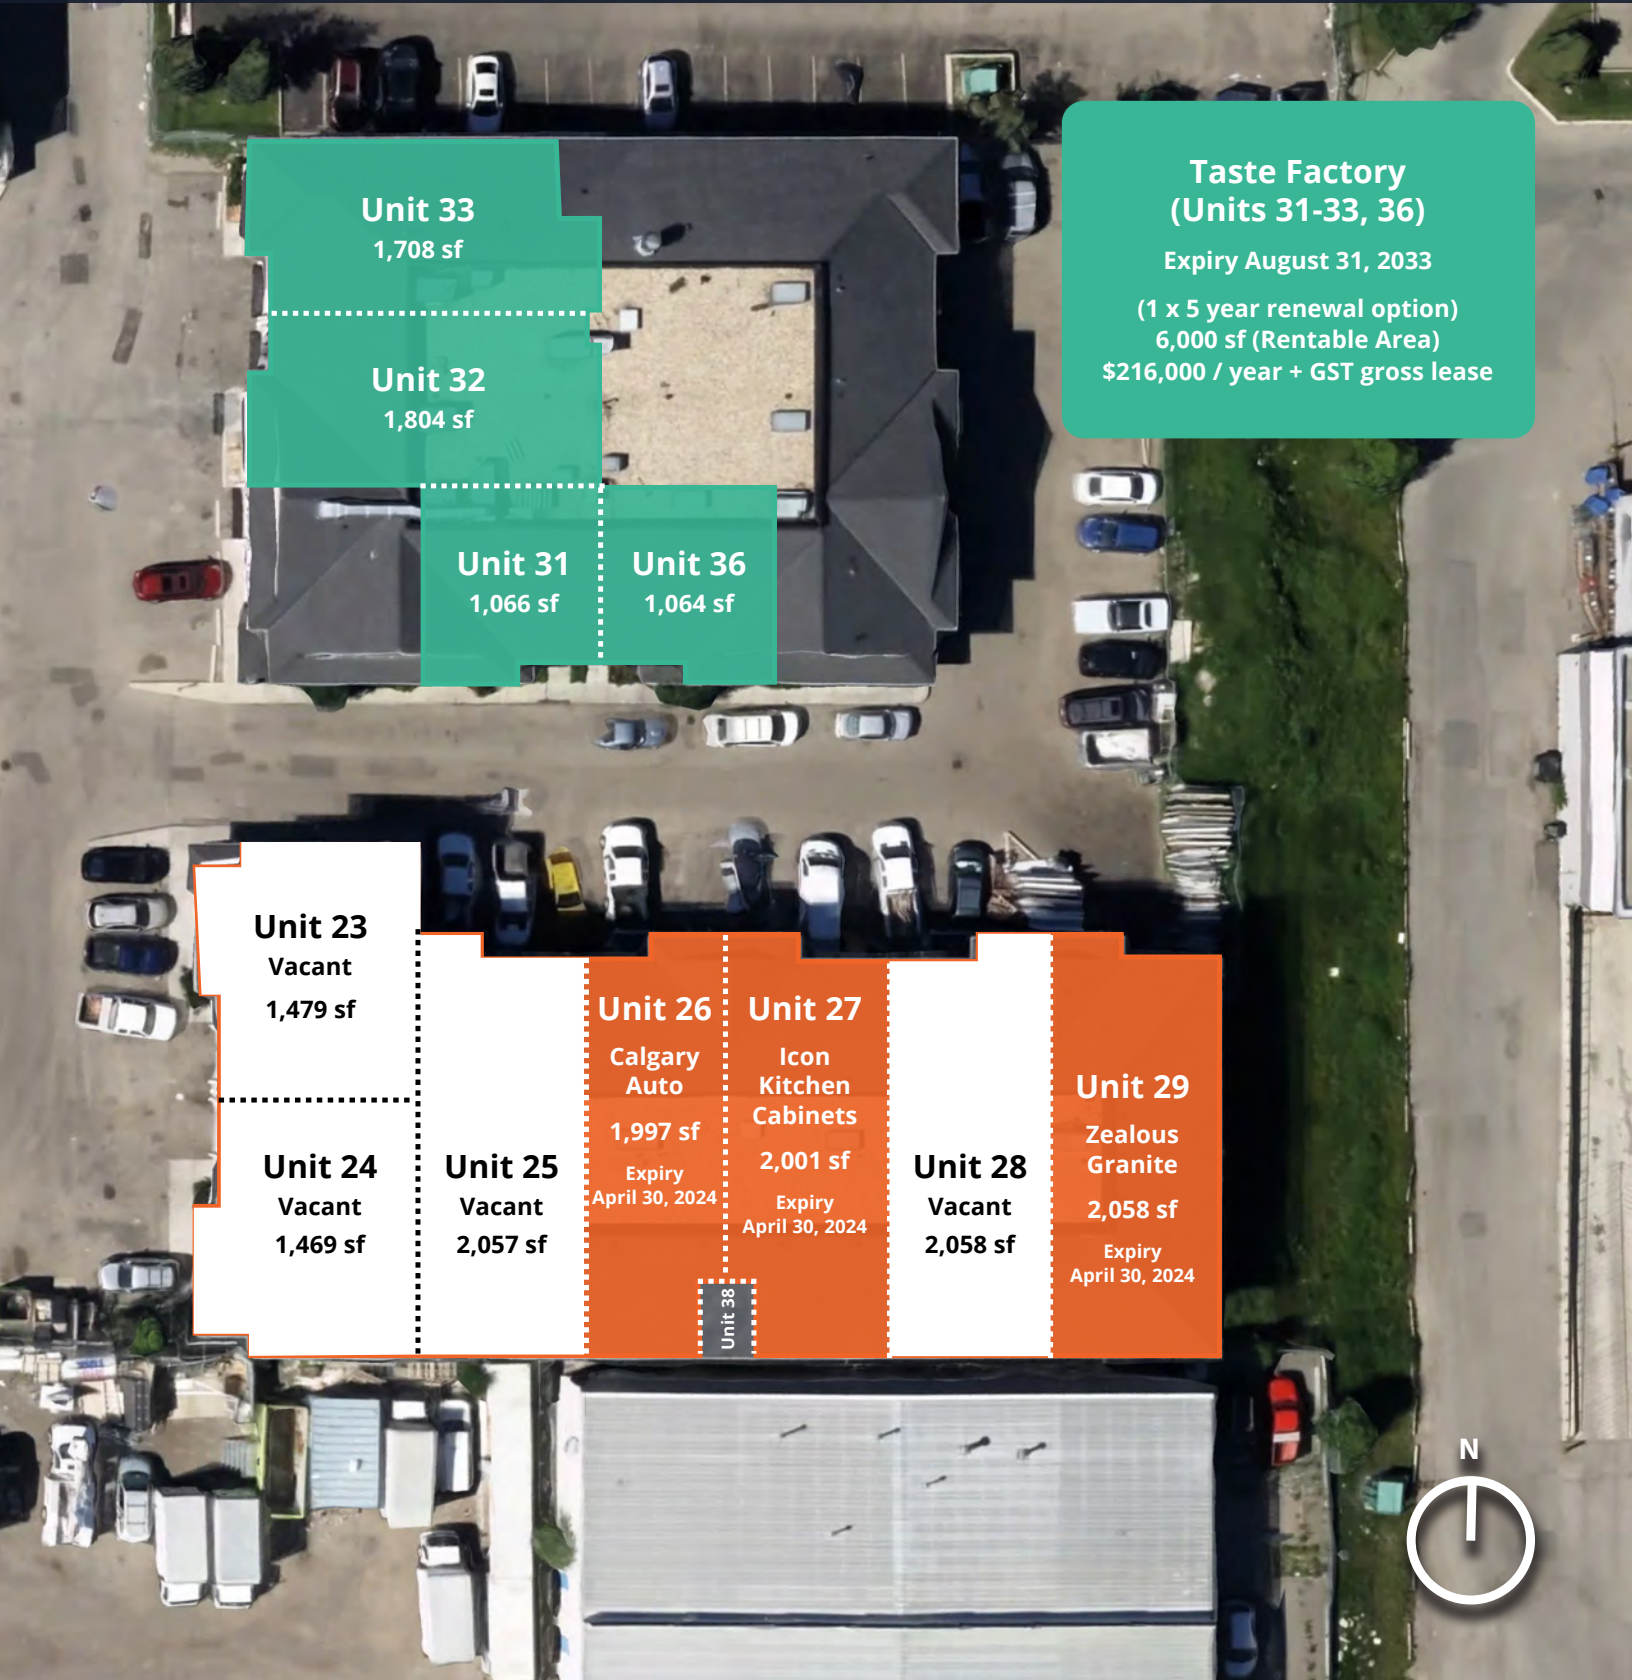 Taste Factory
(Units 31-33, 36)
Expiry August 31, 2033
(1 x 5 year renewal option)
6,000 sf (Rentable Area)
$216,000 / year + GST gross lease
Unit 33
1,708 sf
Unit 32
1,804 sf
Unit 31
1,066 sf
Unit 36
1,064 sf
Unit 23
Vacant
1,479 sf
Unit 24
Vacant
1,469 sf
Unit 25
Vacant
2,057 sf
Unit 26
Calgary
Auto
1,997 sf
Expiry
April 30, 2024
Unit 27
Icon
Kitchen
Cabinets
2,001 sf
Expiry
April 30, 2024
Unit 38
Unit 28
Vacant
2,058 sf
Unit 29
Zealous
Granite
2,058 sf
Expiry
April 30, 2024
N